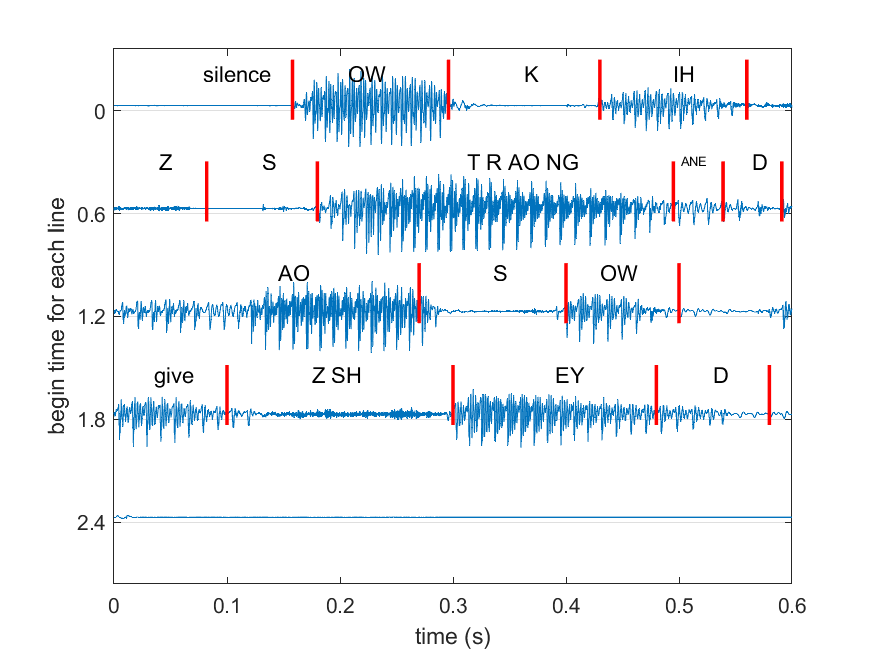 silence OW K IH
0
Z S T R AO NG ANE D
0.6
AO S OW
1.2
give Z SH EY D
1.8
2.4
0 0.1 0.2 0.3 0.4 0.5 0.6
time (s)
begin time for each line